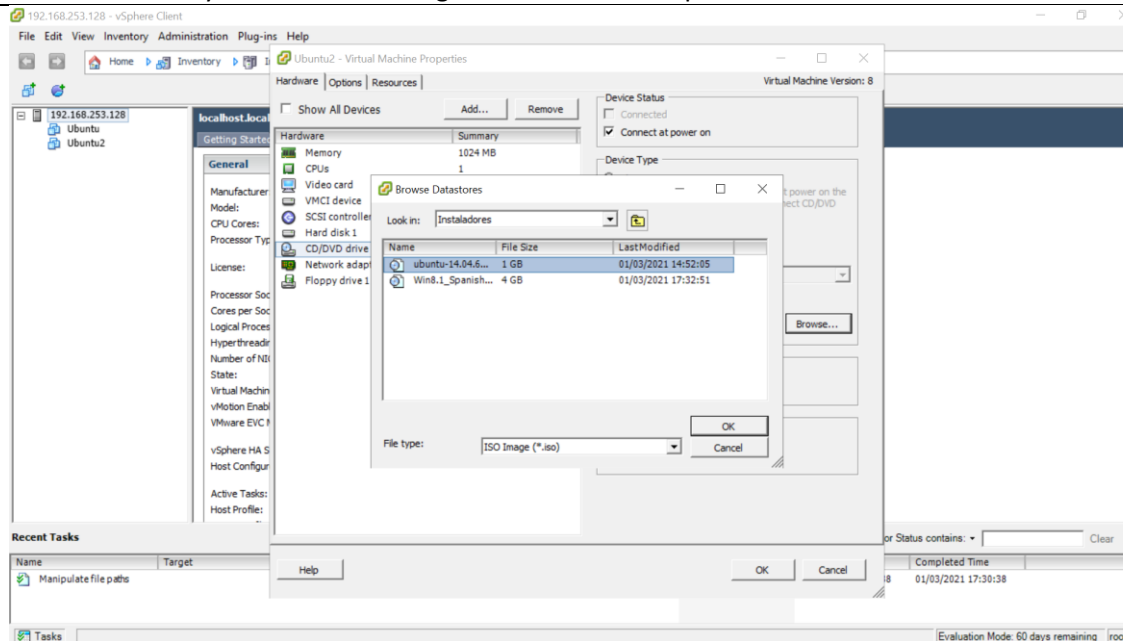 192.168.253.128 - vSphere Client
File Edit View Inventory Administration Plug-ins Help
Home Inventory
192.168.253.128
Ubuntu
Ubuntu2
localhost.local
Getting Started
General
Manufacturer
Model:
CPU Cores:
Processor Typ
License:
Processor Soc
Cores per Soc
Logical Proces
Hyperthreadin
Number of NI
State:
Virtual Machin
vMotion Enabl
VMware EVC
vSphere HA S
Host Configur
Active Tasks:
Host Profile:
Ubuntu2 - Virtual Machine Properties
Hardware Options Resources Virtual Machine Version: 8
Show All Devices Add... Remove
Hardware Summary
Memory 1024 MB
CPUs 1
Video card
VMCI device
SCSI controller
Hard disk 1
CD/DVD drive
Network adapt
Floppy drive 1
Device Status
Connected
Connect at power on
Device Type
t power on the
nect CD/DVD
Browse...
Browse Datastores
Look in: Instaladores
Name File Size Last Modified
ubuntu-14.04.6... 1 GB 01/03/2021 14:52:05
Win8.1_Spanish... 4 GB 01/03/2021 17:32:51
OK
File type: ISO Image (*.iso) Cancel
Help OK Cancel
Recent Tasks or Status contains: Clear
Name Target Completed Time
Manipulate file paths 38 01/03/2021 17:30:38
Tasks Evaluation Mode: 60 days remaining roo